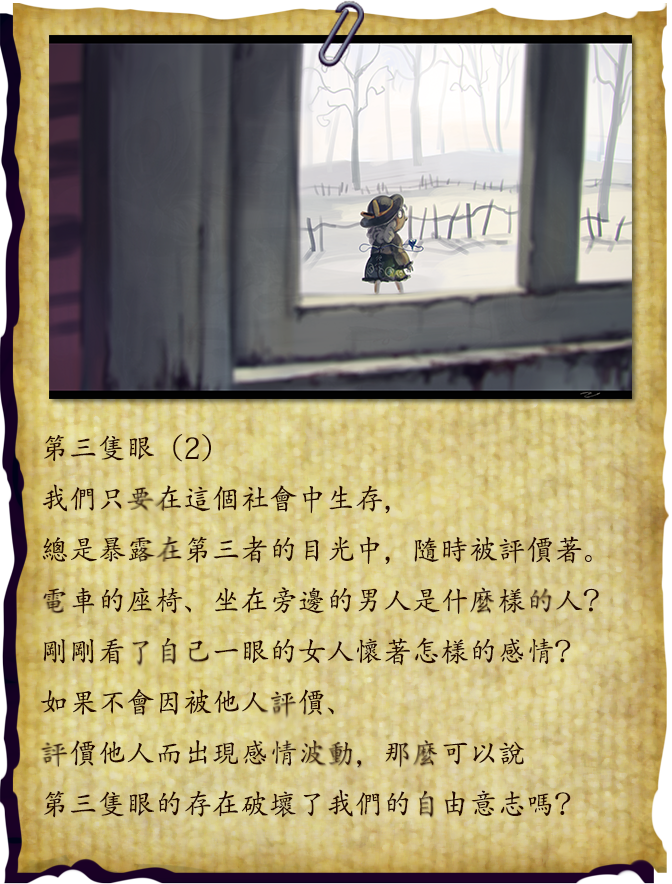 第三隻眼（2）
我們只要在這個社會中生存，
總是暴露在第三者的目光中，隨時被評價著。
電車的座椅、坐在旁邊的男人是什麼樣的人？
剛剛看了自己一眼的女人懷著怎樣的感情？
如果不會因被他人評價、
評價他人而出現感情波動，那麼可以說
第三隻眼的存在破壞了我們的自由意志嗎？